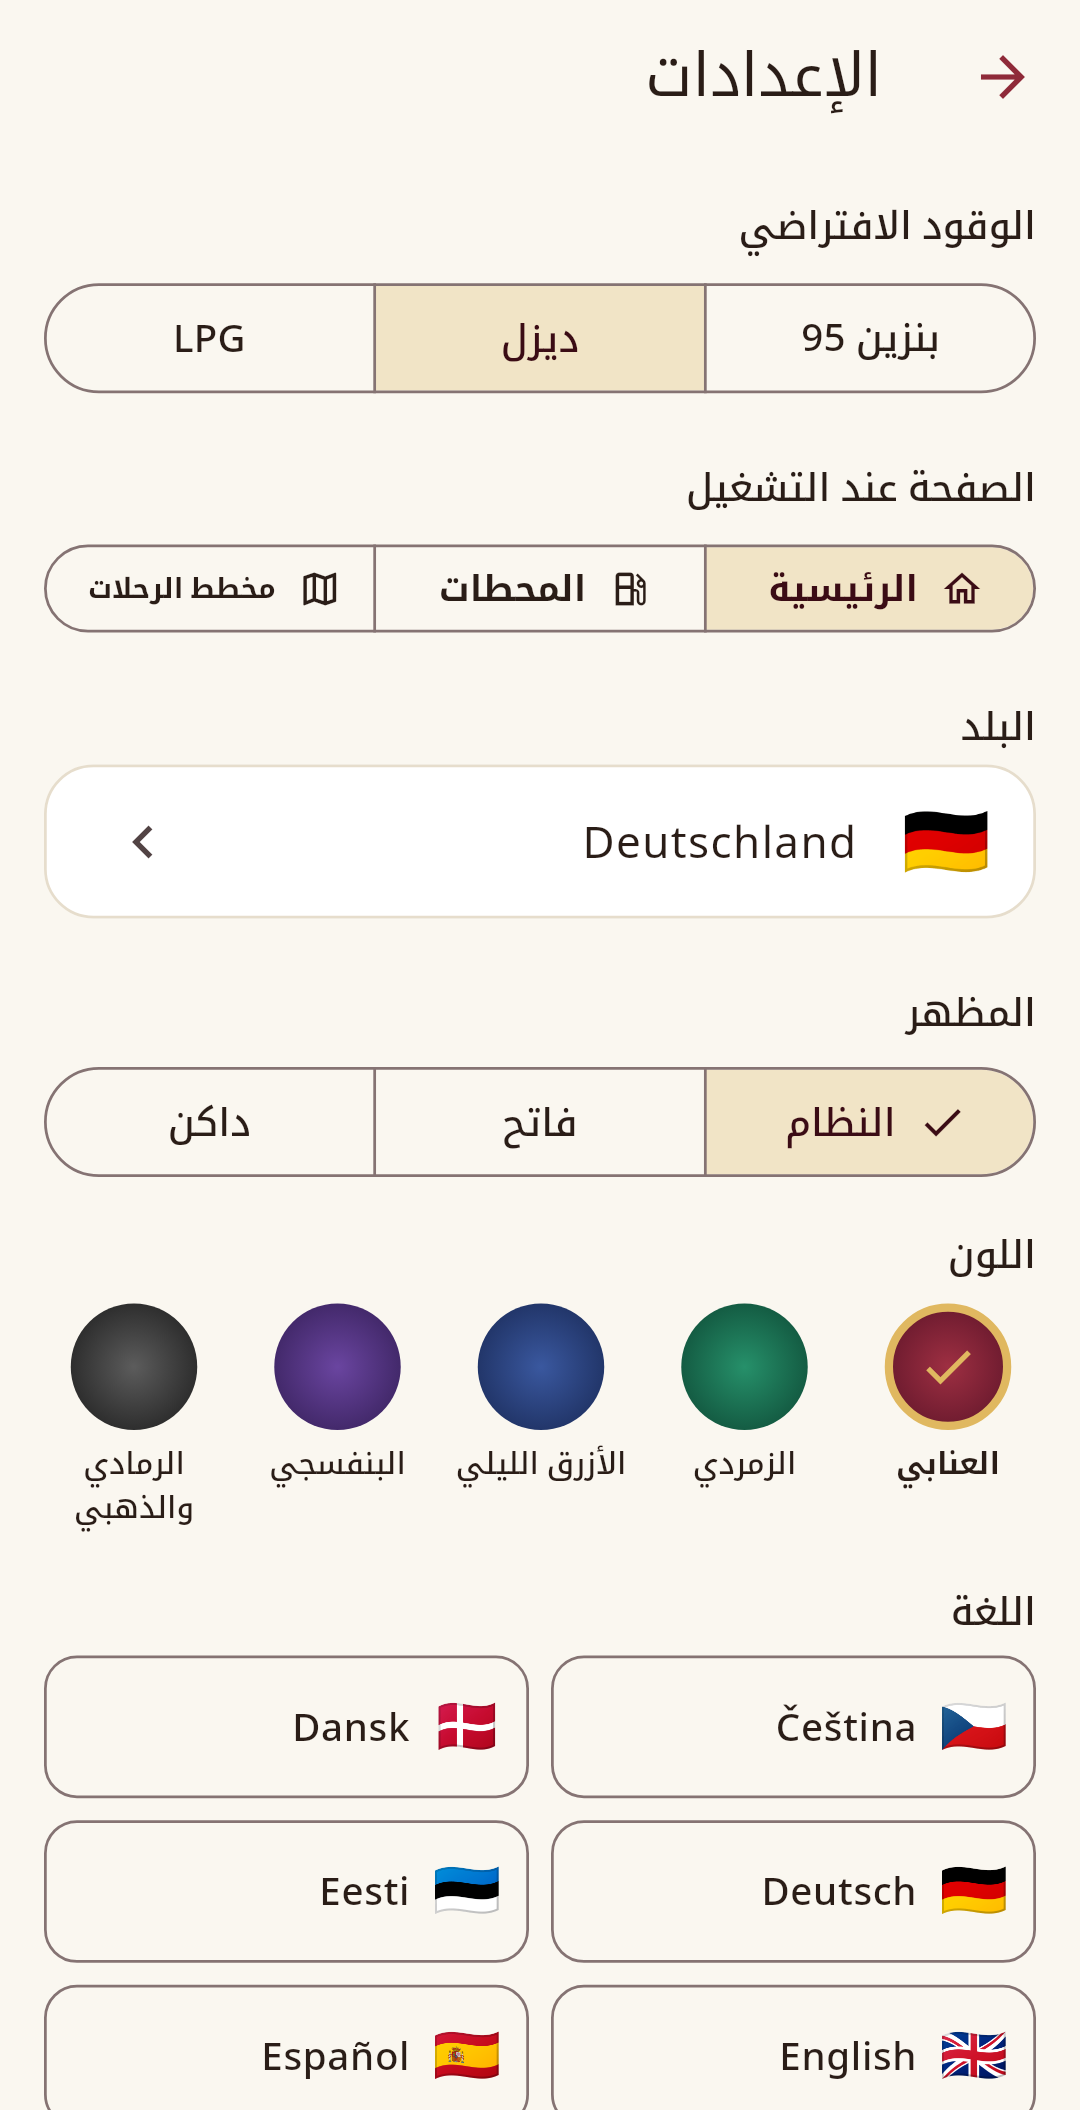 الإعدادات
الوقود الافتراضي
بنزين 95
ديزل
LPG
الصفحة عند التشغيل
الرئيسية
المحطات
مخطط الرحلات
البلد
Deutschland
المظهر
النظام
فاتح
داكن
اللون
العنابي
الزمردي
الأزرق الليلي
البنفسجي
الرمادي
والذهبي
اللغة
Čeština
Dansk
Deutsch
Eesti
English
Español